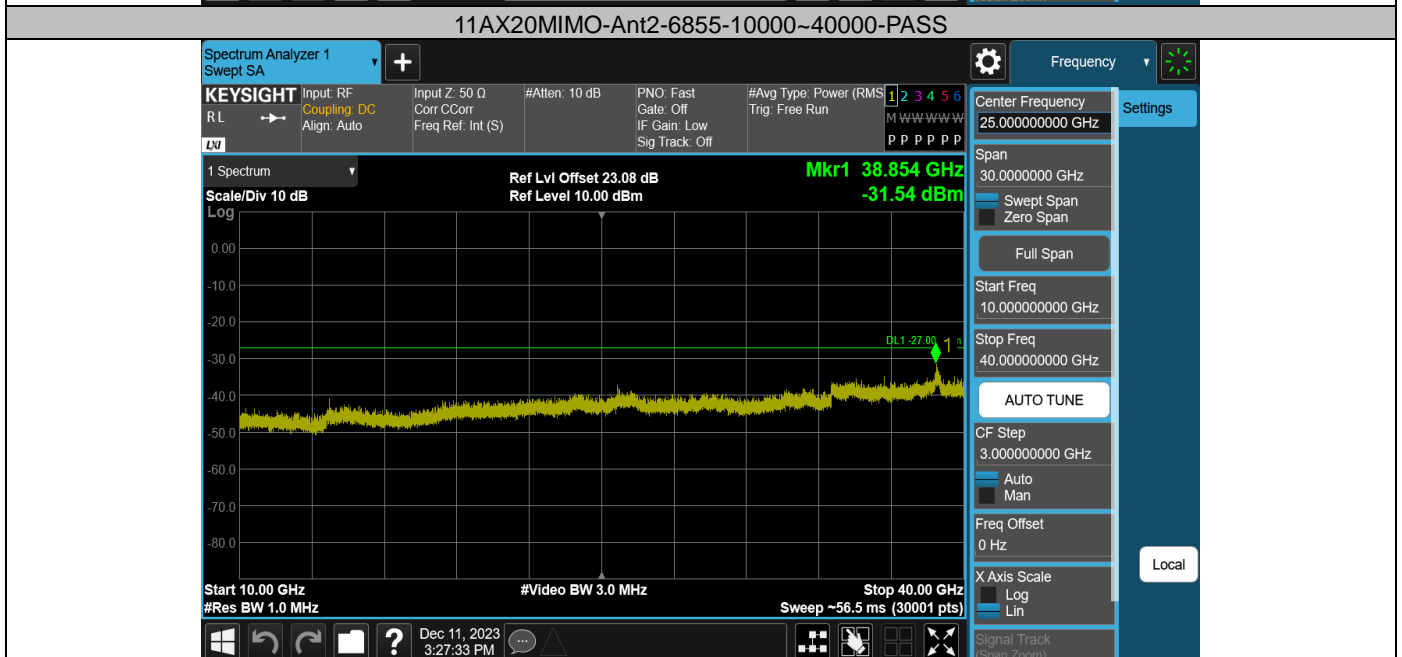 11AX20MIMO-Ant2-6855-10000~40000-PASS
Spectrum Analyzer 1
Swept SA
Frequency
KEYSIGHT
R L
LXI
Input: RF
Coupling: DC
Align: Auto
Input Z: 50 Ω
Corr CCorr
Freq Ref: Int (S)
#Atten: 10 dB
PNO: Fast
Gate: Off
IF Gain: Low
Sig Track: Off
#Avg Type: Power (RMS
Trig: Free Run
1 2 3 4 5 6
M W W W W W
P P P P P P
1 Spectrum
Scale/Div 10 dB
Log
Ref Lvl Offset 23.08 dB
Ref Level 10.00 dBm
Mkr1 38.854 GHz
-31.54 dBm
0.00
-10.0
-20.0
-30.0
-40.0
-50.0
-60.0
-70.0
-80.0
DL1 -27.00
1
Start 10.00 GHz
#Res BW 1.0 MHz
#Video BW 3.0 MHz
Stop 40.00 GHz
Sweep ~56.5 ms (30001 pts)
Center Frequency
25.000000000 GHz
Span
30.0000000 GHz
Swept Span
Zero Span
Full Span
Start Freq
10.000000000 GHz
Stop Freq
40.000000000 GHz
AUTO TUNE
CF Step
3.000000000 GHz
Auto
Man
Freq Offset
0 Hz
X Axis Scale
Log
Lin
Signal Track
(Span Zoom)
Settings
Local
?
Dec 11, 2023
3:27:33 PM